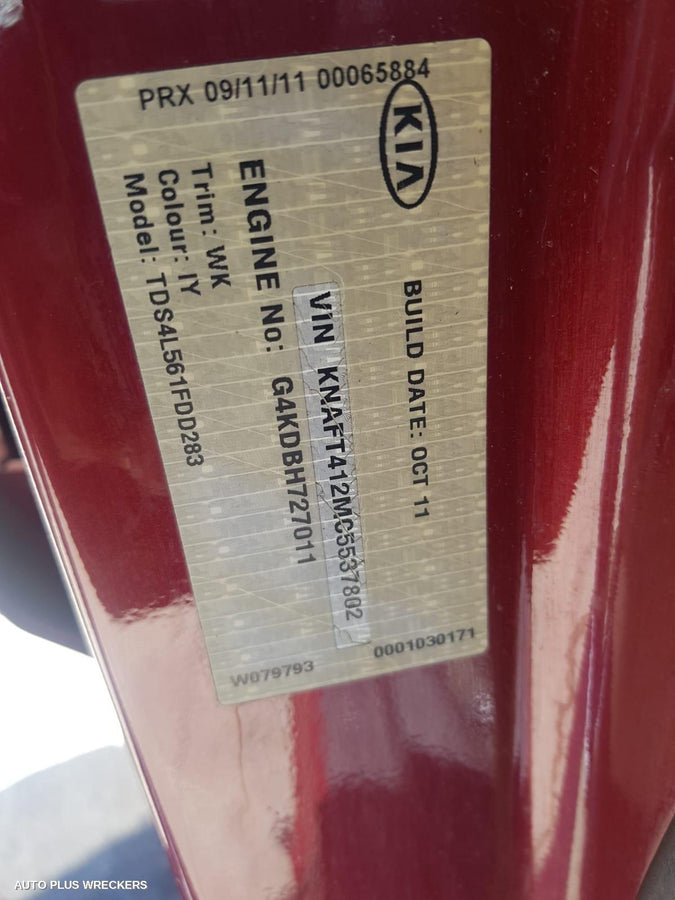 PRX 09/11/11 00065884
KIA
BUILD DATE: OCT 11
VIN KNAFT412MC5537802
ENGINE No: G4KDBH727011
Trim: WK
Colour: IY
Model: TDS4L561FDD283
W079793
0001030171
AUTO PLUS WRECKERS